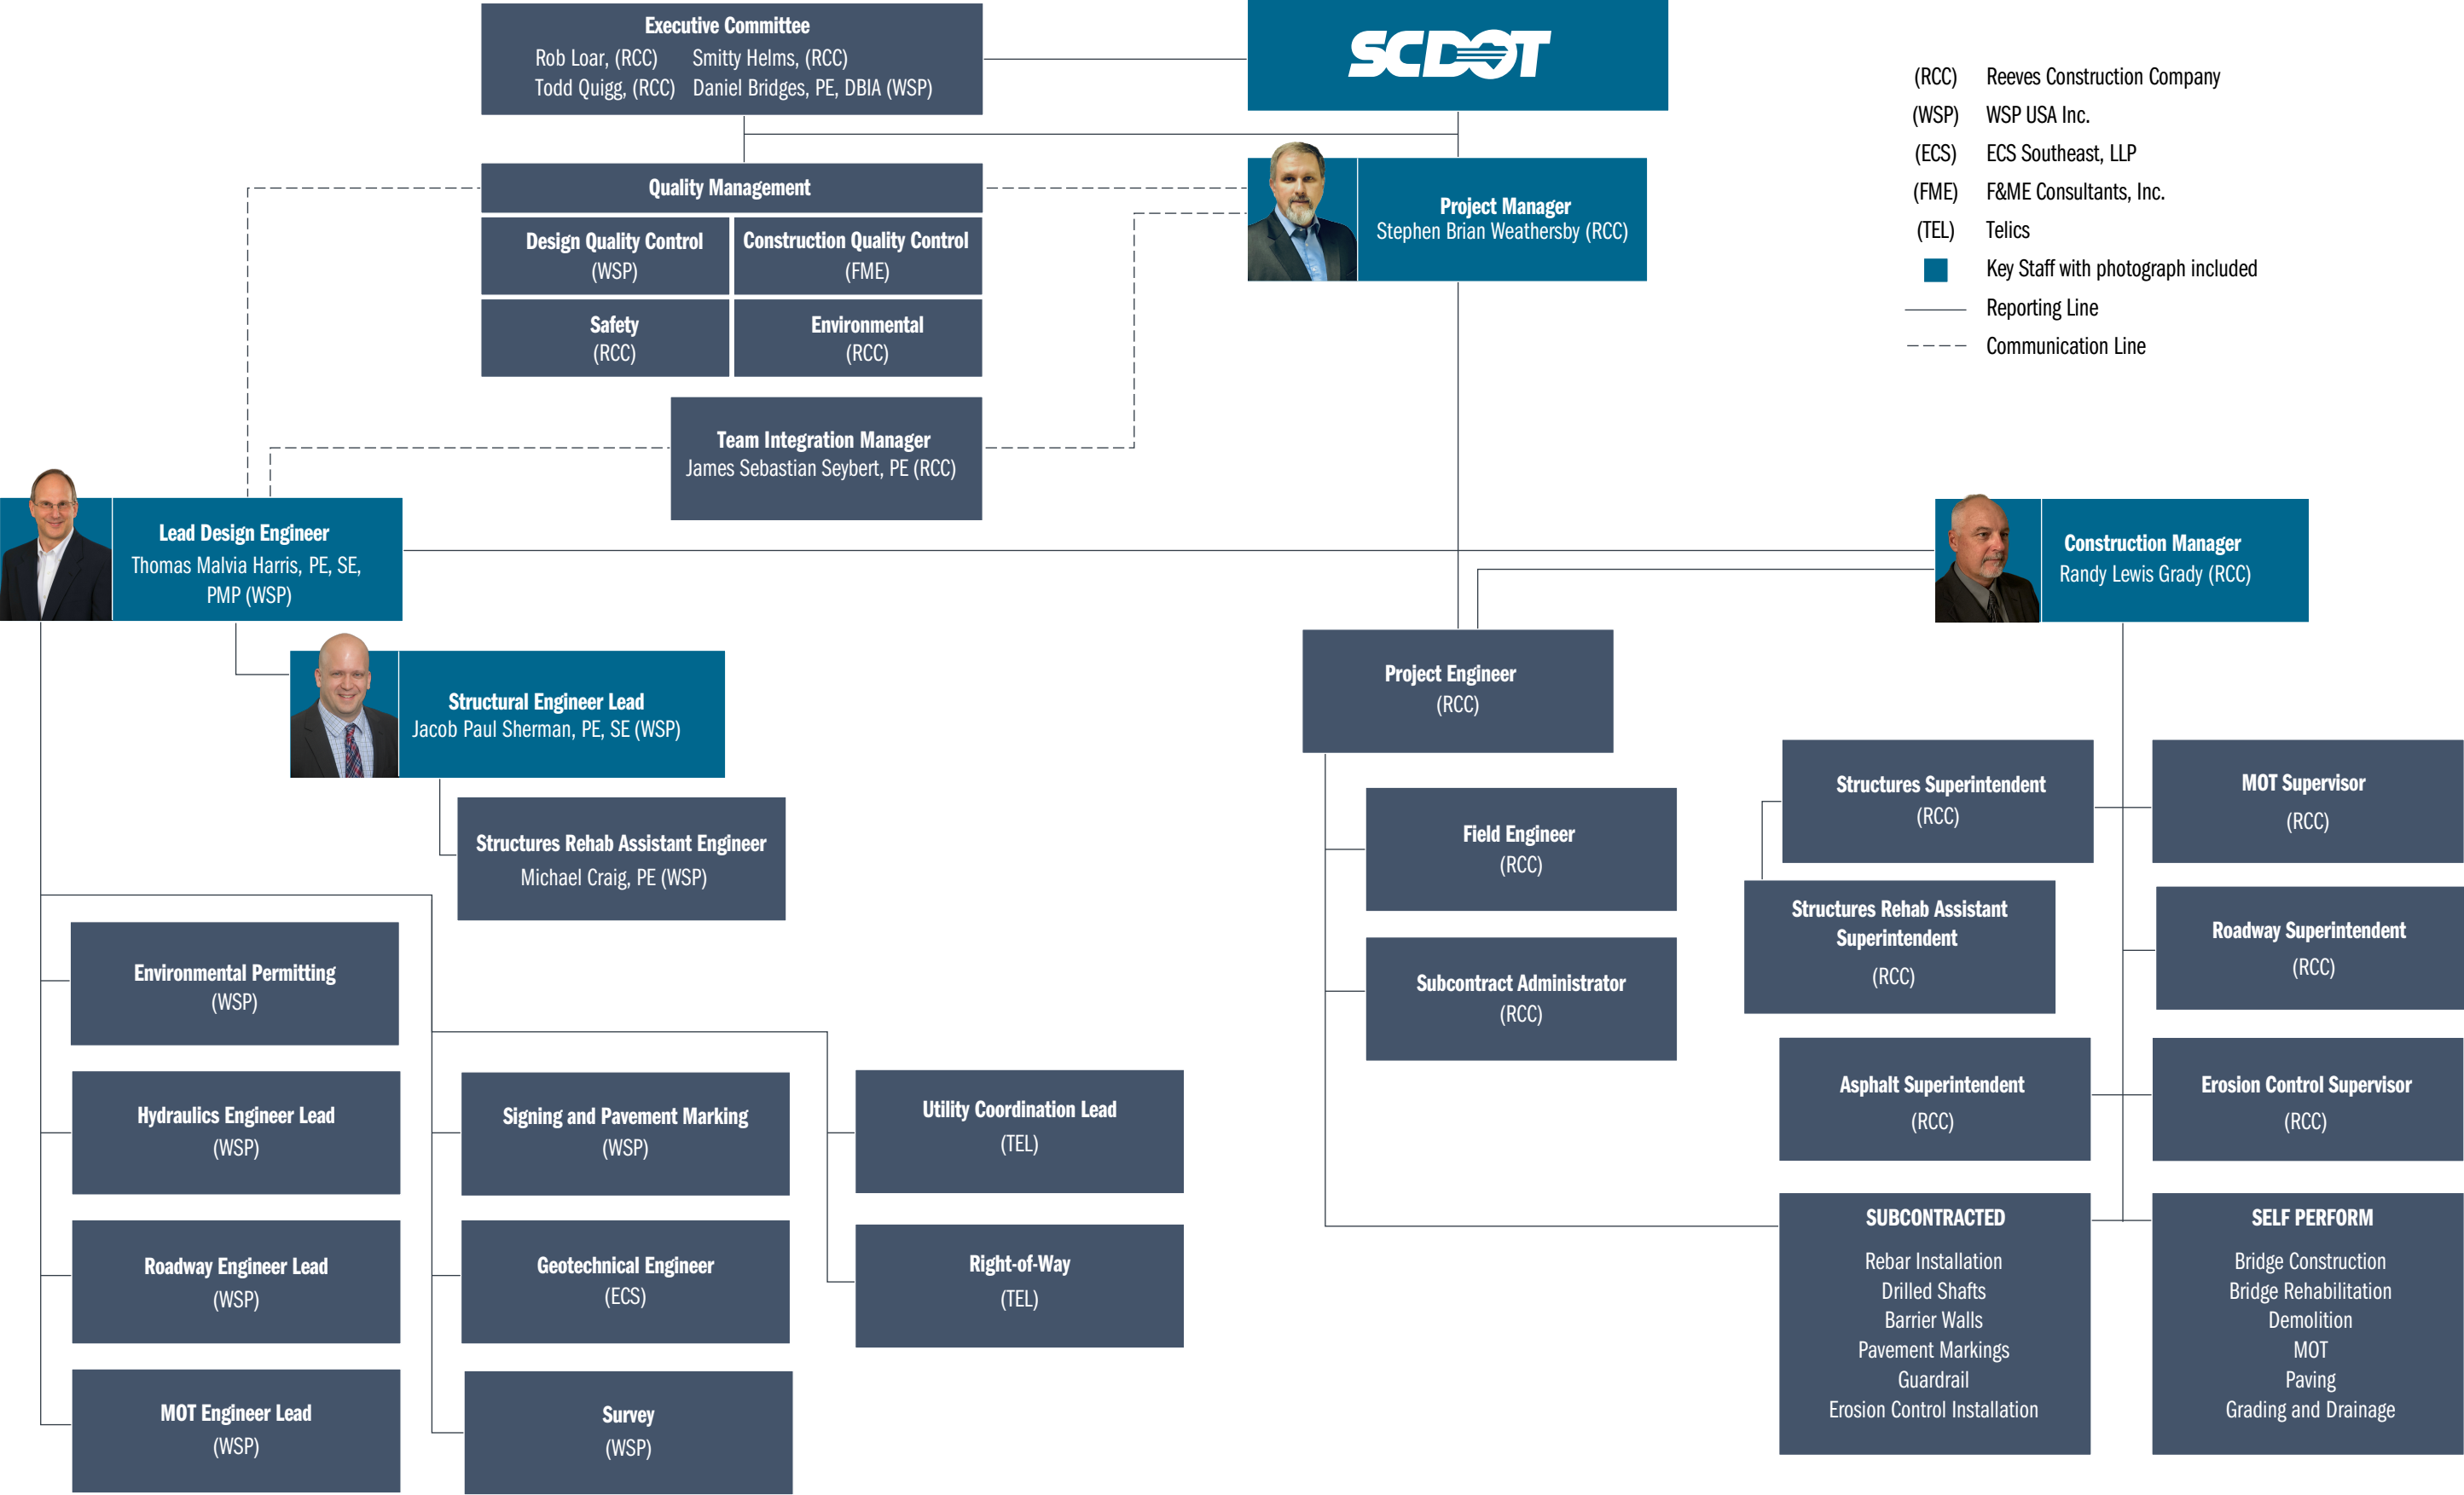 Executive Committee
Rob Loar, (RCC) Smitty Helms, (RCC)
Todd Quigg, (RCC) Daniel Bridges, PE, DBIA (WSP)
SCDOT
(RCC) Reeves Construction Company
(WSP) WSP USA Inc.
(ECS) ECS Southeast, LLP
(FME) F&ME Consultants, Inc.
(TEL) Telics
Key Staff with photograph included
Reporting Line
Communication Line
Quality Management
Design Quality Control
(WSP)
Construction Quality Control
(FME)
Safety
(RCC)
Environmental
(RCC)
Project Manager
Stephen Brian Weathersby (RCC)
Team Integration Manager
James Sebastian Seybert, PE (RCC)
Lead Design Engineer
Thomas Malvia Harris, PE, SE,
PMP (WSP)
Construction Manager
Randy Lewis Grady (RCC)
Structural Engineer Lead
Jacob Paul Sherman, PE, SE (WSP)
Structures Rehab Assistant Engineer
Michael Craig, PE (WSP)
Project Engineer
(RCC)
Field Engineer
(RCC)
Subcontract Administrator
(RCC)
Structures Superintendent
(RCC)
MOT Supervisor
(RCC)
Structures Rehab Assistant
Superintendent
(RCC)
Roadway Superintendent
(RCC)
Asphalt Superintendent
(RCC)
Erosion Control Supervisor
(RCC)
Environmental Permitting
(WSP)
Hydraulics Engineer Lead
(WSP)
Signing and Pavement Marking
(WSP)
Utility Coordination Lead
(TEL)
Roadway Engineer Lead
(WSP)
Geotechnical Engineer
(ECS)
Right-of-Way
(TEL)
MOT Engineer Lead
(WSP)
Survey
(WSP)
SUBCONTRACTED
Rebar Installation
Drilled Shafts
Barrier Walls
Pavement Markings
Guardrail
Erosion Control Installation
SELF PERFORM
Bridge Construction
Bridge Rehabilitation
Demolition
MOT
Paving
Grading and Drainage